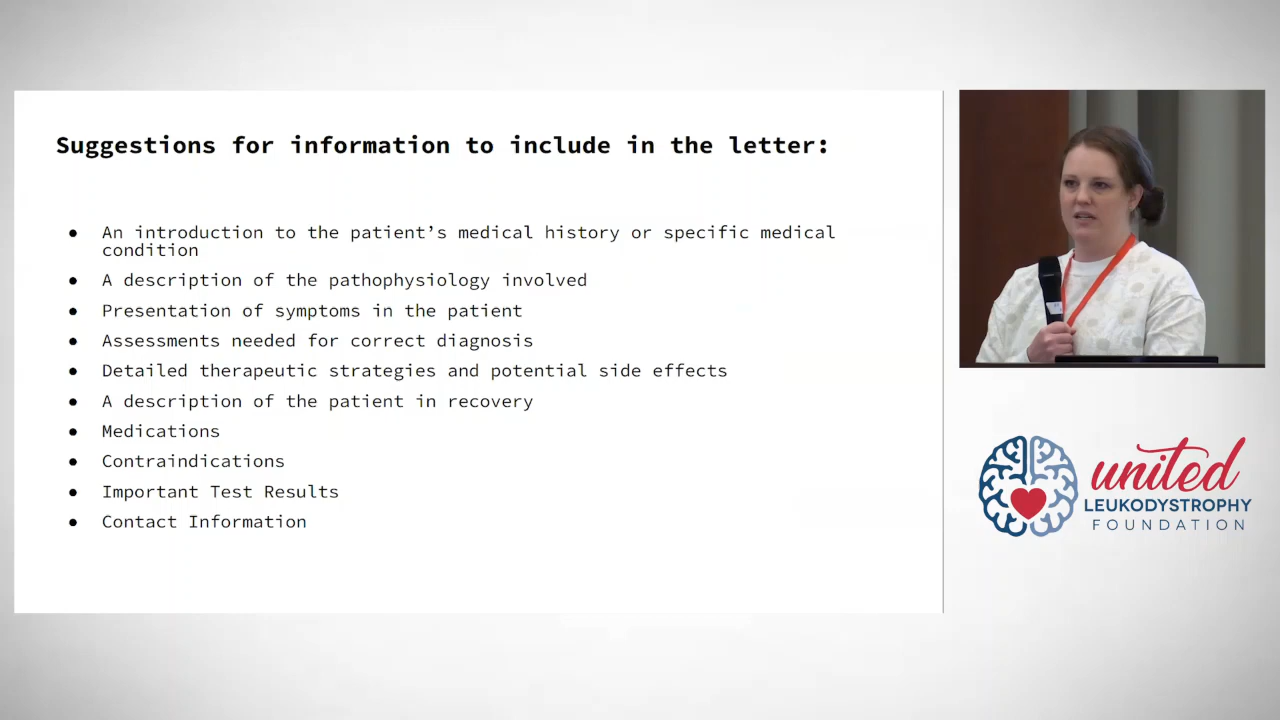 Suggestions for information to include in the letter:
● An introduction to the patient’s medical history or specific medical
condition
● A description of the pathophysiology involved
● Presentation of symptoms in the patient
● Assessments needed for correct diagnosis
● Detailed therapeutic strategies and potential side effects
● A description of the patient in recovery
● Medications
● Contraindications
● Important Test Results
● Contact Information
united
LEUKODYSTROPHY
FOUNDATION